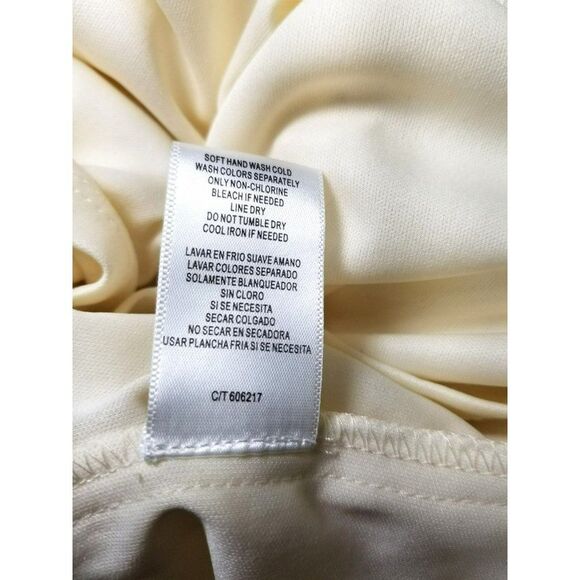 SOFT HAND WASH COLD
WASH COLORS SEPARATELY
ONLY NON-CHLORINE
BLEACH IF NEEDED
LINE DRY
DO NOT TUMBLE DRY
COOL IRON IF NEEDED
LAVAR EN FRIO SUAVE AMANO
LAVAR COLORES SEPARADO
SOLAMENTE BLANQUEADOR
SIN CLORO
SI SE NECESITA
SECAR COLGADO
NO SECAR EN SECADORA
USAR PLANCHA FRIA SI SE NECESITA
C/T 606217